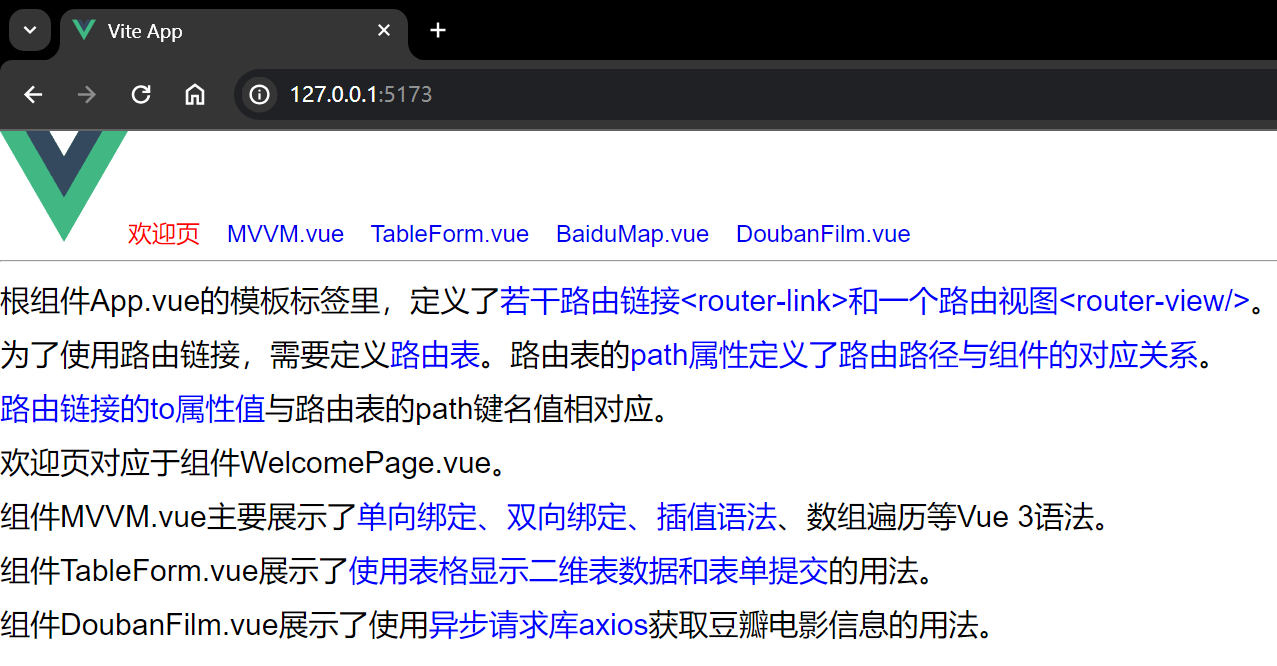 Vite App
127.0.0.1:5173
欢迎页 MVVM.vue TableForm.vue BaiduMap.vue DoubanFilm.vue
根组件App.vue的模板标签里，定义了若干路由链接<router-link>和一个路由视图<router-view/>。
为了使用路由链接，需要定义路由表。路由表的path属性定义了路由路径与组件的对应关系。
路由链接的to属性值与路由表的path键名值相对应。
欢迎页对应于组件WelcomePage.vue。
组件MVVM.vue主要展示了单向绑定、双向绑定、插值语法、数组遍历等Vue 3语法。
组件TableForm.vue展示了使用表格显示二维表数据和表单提交的用法。
组件DoubanFilm.vue展示了使用异步请求库axios获取豆瓣电影信息的用法。